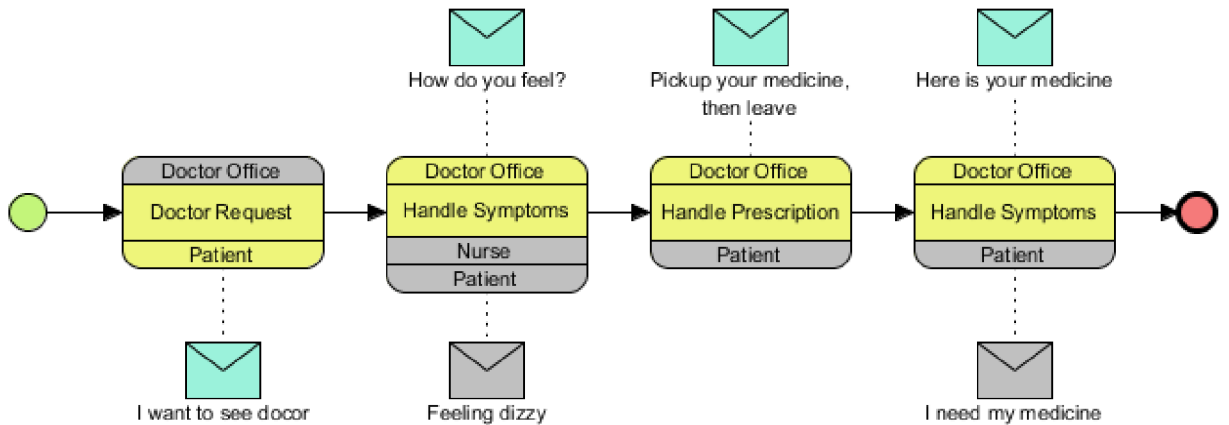 How do you feel?
Pickup your medicine,
then leave
Here is your medicine
Doctor Office
Doctor Request
Patient
Doctor Office
Handle Symptoms
Nurse
Patient
Doctor Office
Handle Prescription
Patient
Doctor Office
Handle Symptoms
Patient
I want to see docor
Feeling dizzy
I need my medicine